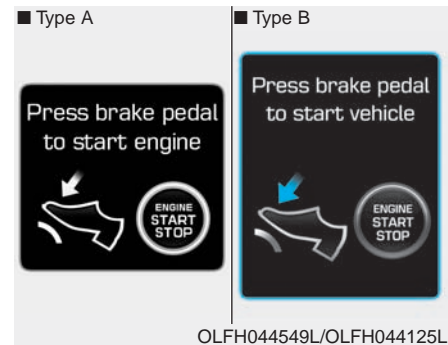 ■ Type A
Press brake pedal
to start engine
ENGINE
START
STOP
■ Type B
Press brake pedal
to start vehicle
ENGINE
START
STOP
OLFH044549L/OLFH044125L